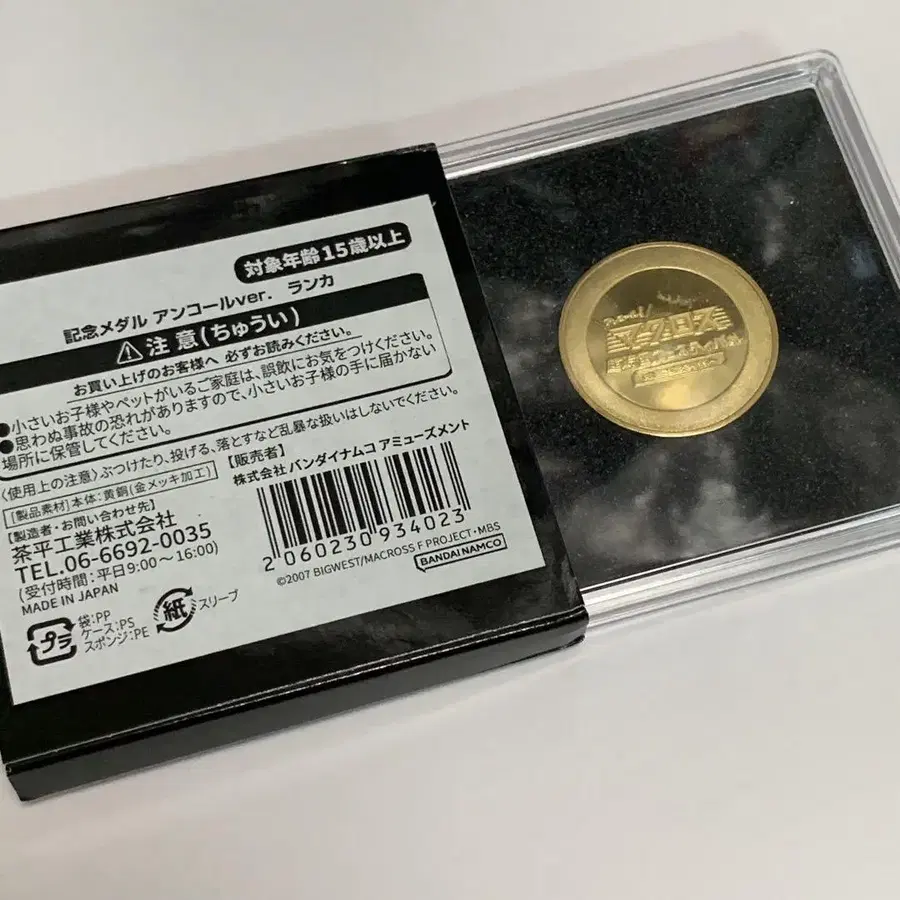 対象年齢15歳以上
記念メダル アンコールver. ランカ
注意(ちゅうい)
お買い上げのお客様へ 必ずお読みください。
●小さいお子様やペットがいるご家庭は、誤飲にお気をつけください。
●思わぬ事故の恐れがありますので、小さいお子様の手に届かない
場所に保管してください。
〈使用上の注意〉ぶつけたり、投げる、落とすなど乱暴な扱いはしないでください。
[製品素材]本体:黄銅(金メッキ加工)
【製造者・お問い合わせ先】
茶平工業株式会社
TEL.06-6692-0035
(受付時間:平日9:00〜16:00)
MADE IN JAPAN
プラ
袋:PP
ケース:PS
スポンジ:PE
紙
スリーブ
【販売者】
株式会社 バンダイナムコ アミューズメント
2 060230 934023
©2007 BIGWEST/MACROSS F PROJECT・MBS
BANDAI NAMCO
マクロス